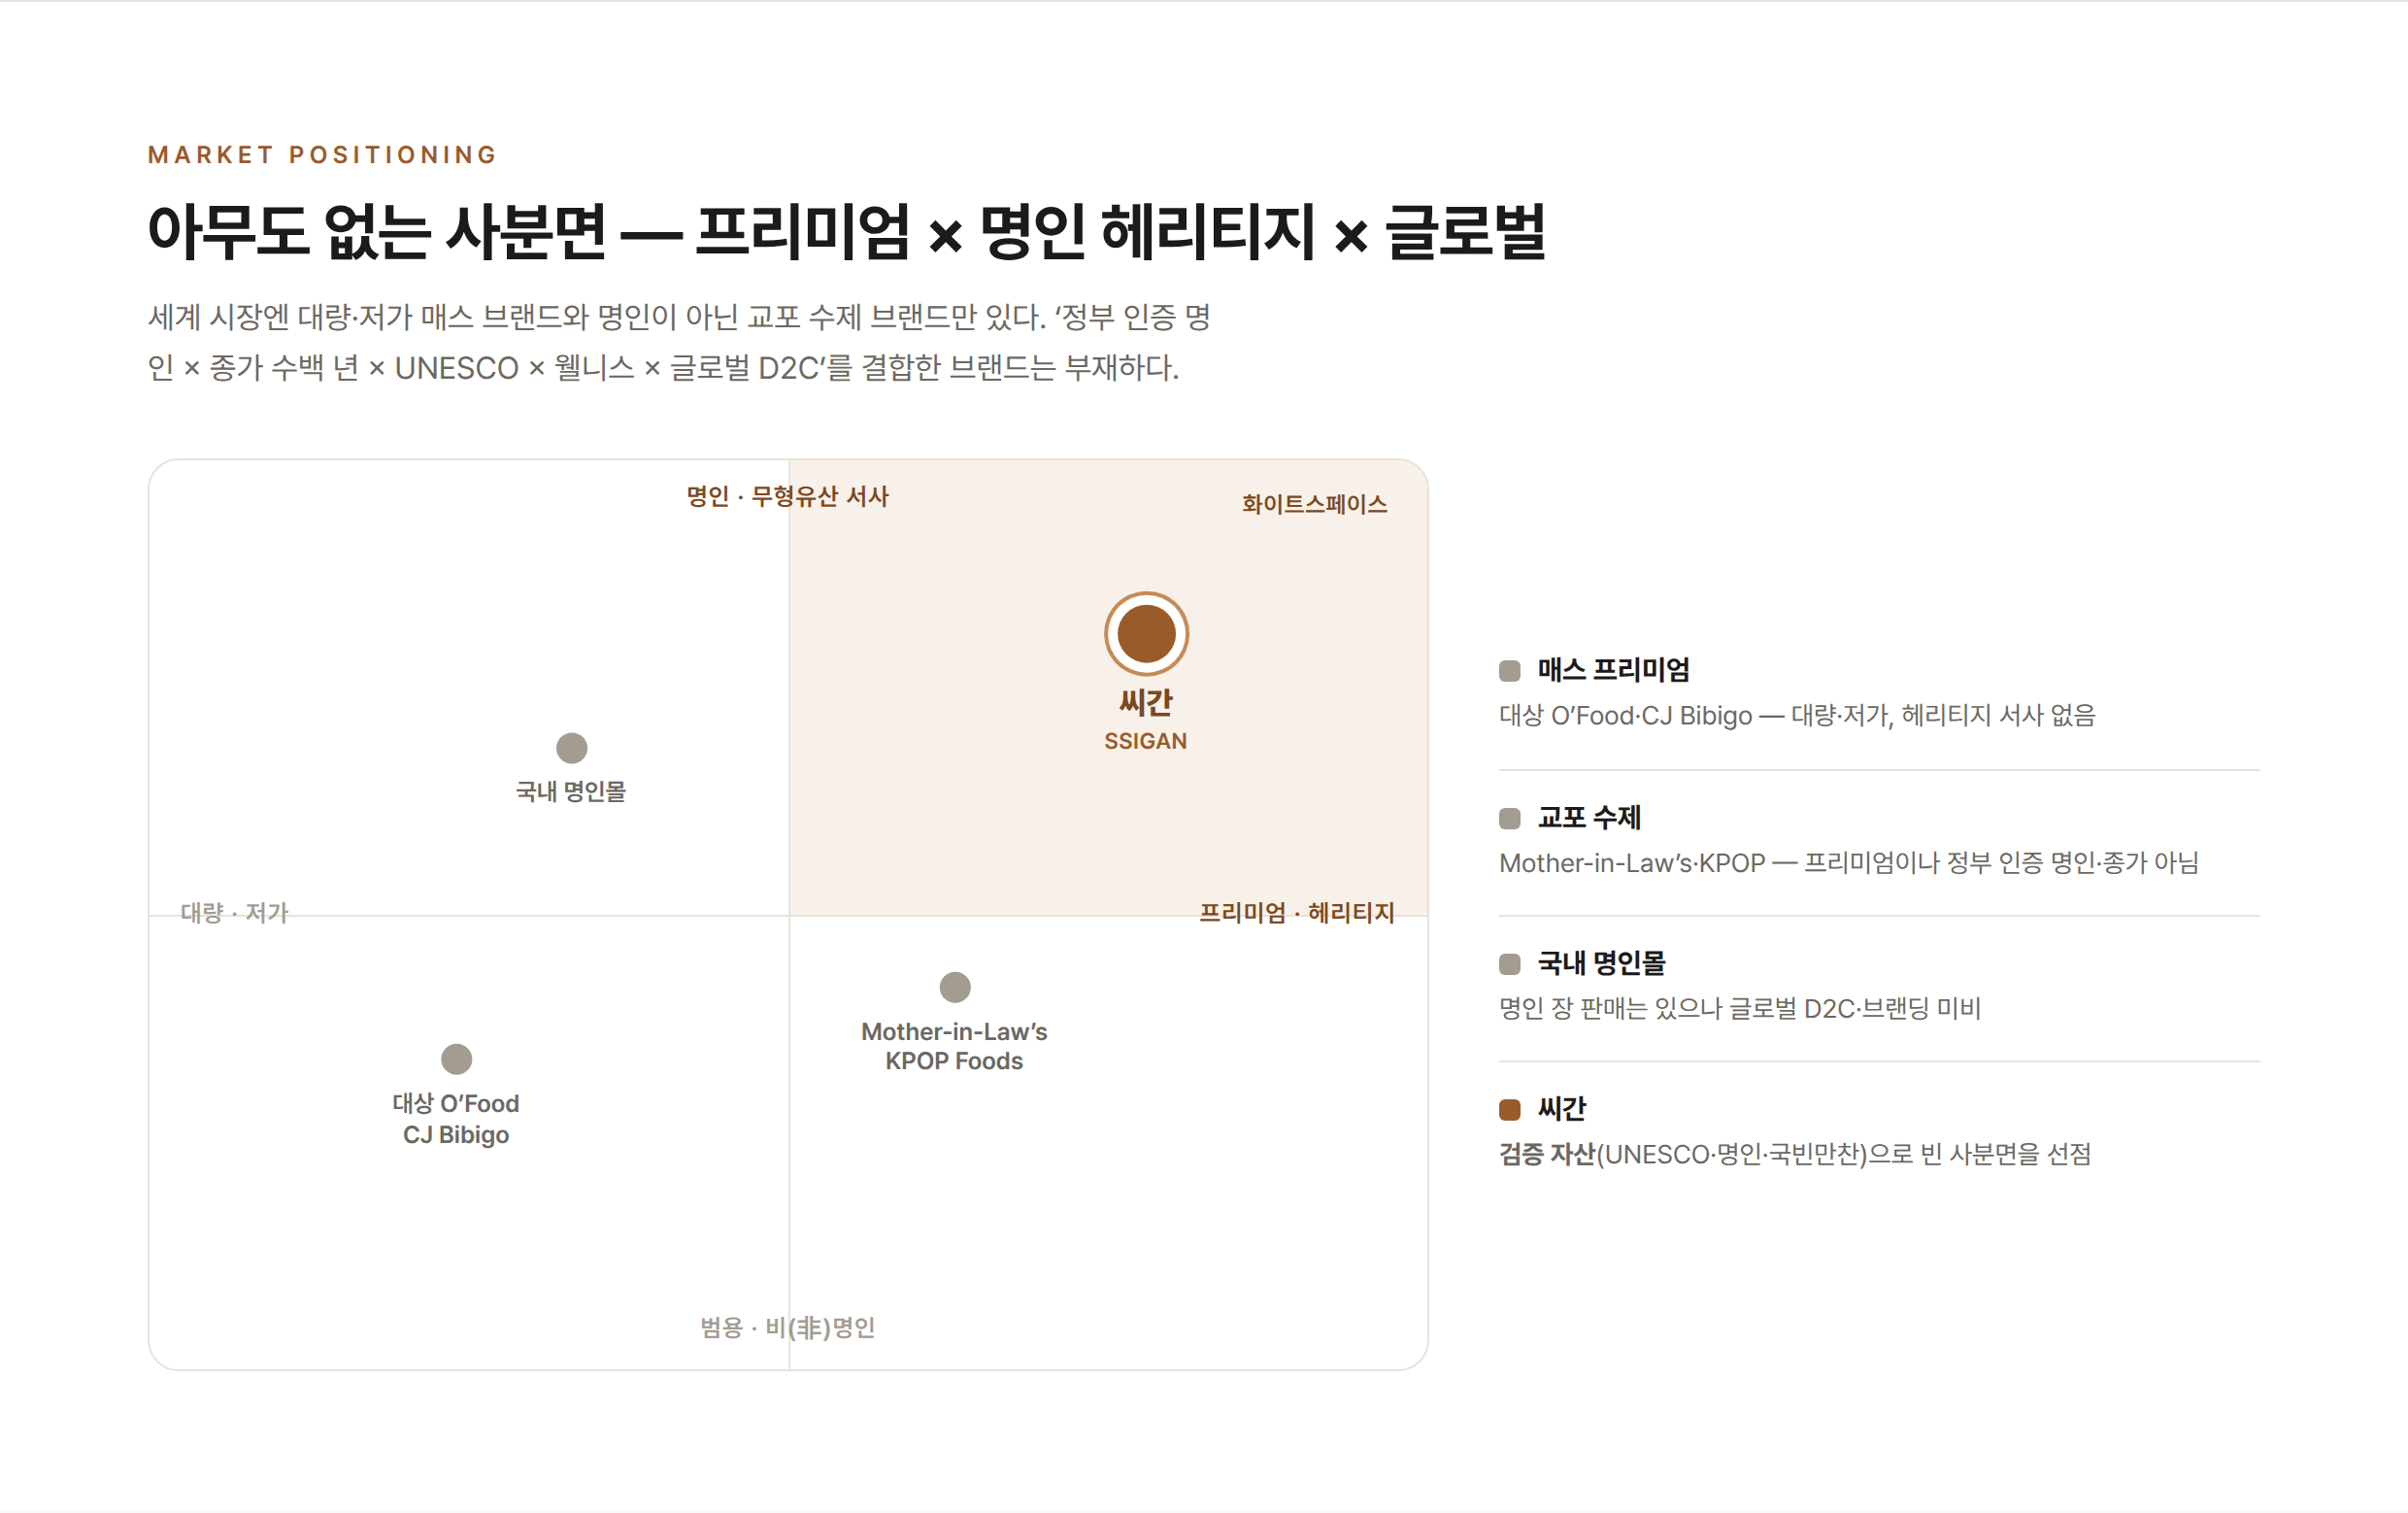 MARKET POSITIONING
아무도 없는 사분면 — 프리미엄 × 명인 헤리티지 × 글로벌
세계 시장엔 대량·저가 매스 브랜드와 명인이 아닌 교포 수제 브랜드만 있다. ‘정부 인증 명
인 × 종가 수백 년 × UNESCO × 웰니스 × 글로벌 D2C’를 결합한 브랜드는 부재하다.
명인 · 무형유산 서사
화이트스페이스
씨간
SSIGAN
국내 명인몰
대량 · 저가
프리미엄 · 헤리티지
Mother-in-Law’s
KPOP Foods
대상 O’Food
CJ Bibigo
범용 · 비(非)명인
매스 프리미엄
대상 O’Food·CJ Bibigo — 대량·저가, 헤리티지 서사 없음
교포 수제
Mother-in-Law’s·KPOP — 프리미엄이나 정부 인증 명인·종가 아님
국내 명인몰
명인 장 판매는 있으나 글로벌 D2C·브랜딩 미비
씨간
검증 자산(UNESCO·명인·국빈만찬)으로 빈 사분면을 선점